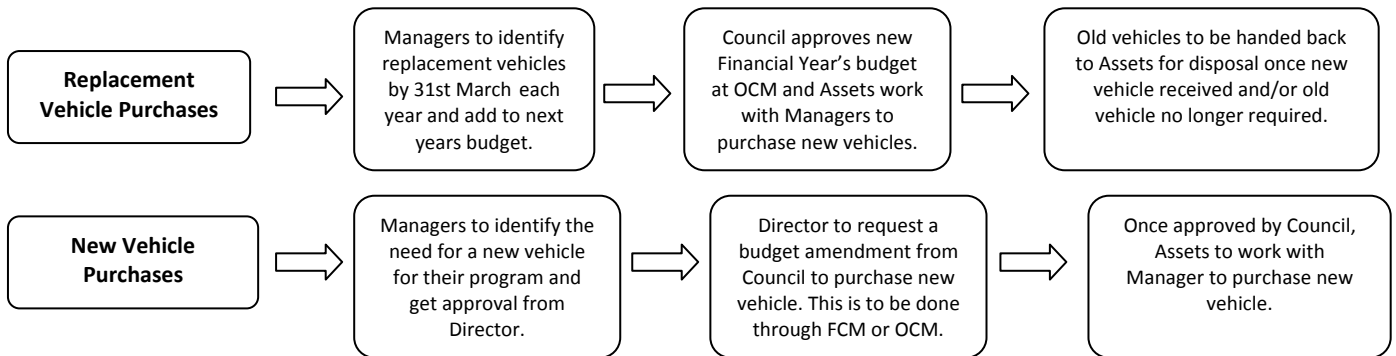 Replacement
Vehicle Purchases
Managers to identify
replacement vehicles
by 31st March each
year and add to next
years budget.
Council approves new
Financial Year's budget
at OCM and Assets work
with Managers to
purchase new vehicles.
Old vehicles to be handed back
to Assets for disposal once new
vehicle received and/or old
vehicle no longer required.
New Vehicle
Purchases
Managers to identify the
need for a new vehicle
for their program and
get approval from
Director.
Director to request a
budget amendment from
Council to purchase new
vehicle. This is to be done
through FCM or OCM.
Once approved by Council,
Assets to work with
Manager to purchase new
vehicle.